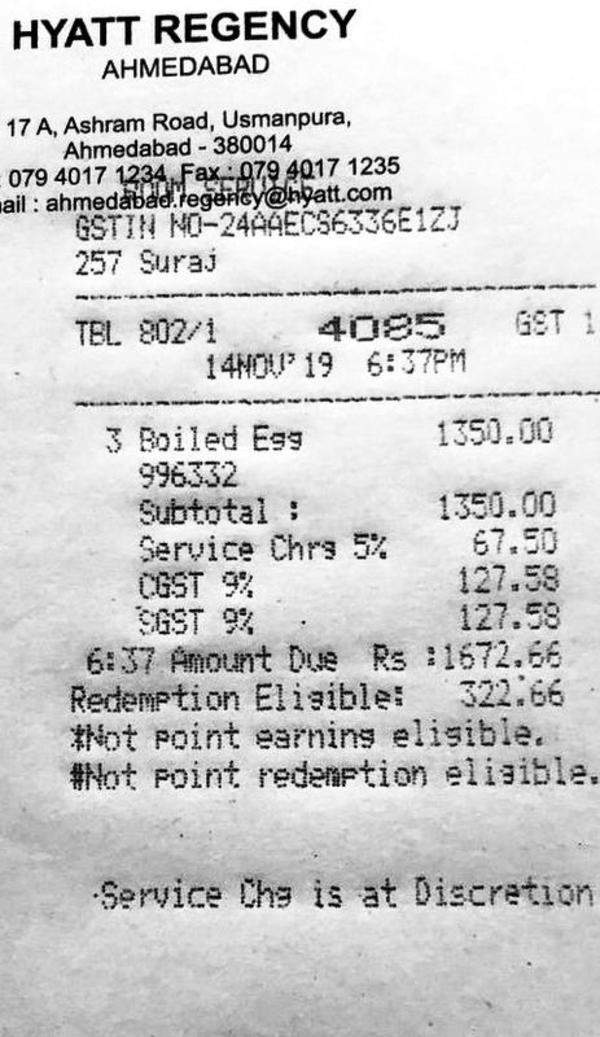 HYATT REGENCY
AHMEDABAD
17 A, Ashram Road, Usmanpura,
Ahmedabad - 380014
: 079 4017 1234, Fax : 079 4017 1235
ROOM SERVICE
ail : ahmedabad.regency@hyatt.com
GSTIN NO-24AAECS6336E1ZJ
257 Suraj
TBL 802/1 4085 GST 1
14NOV'19 6:37PM
3 Boiled Egg 1350.00
996332
Subtotal : 1350.00
Service Chrg 5% 67.50
CGST 9% 127.58
SGST 9% 127.58
6:37 Amount Due Rs :1672.66
Redemption Eligible: 322.66
*Not point earning eligible.
#Not point redemption eligible.
Service Chg is at Discretion